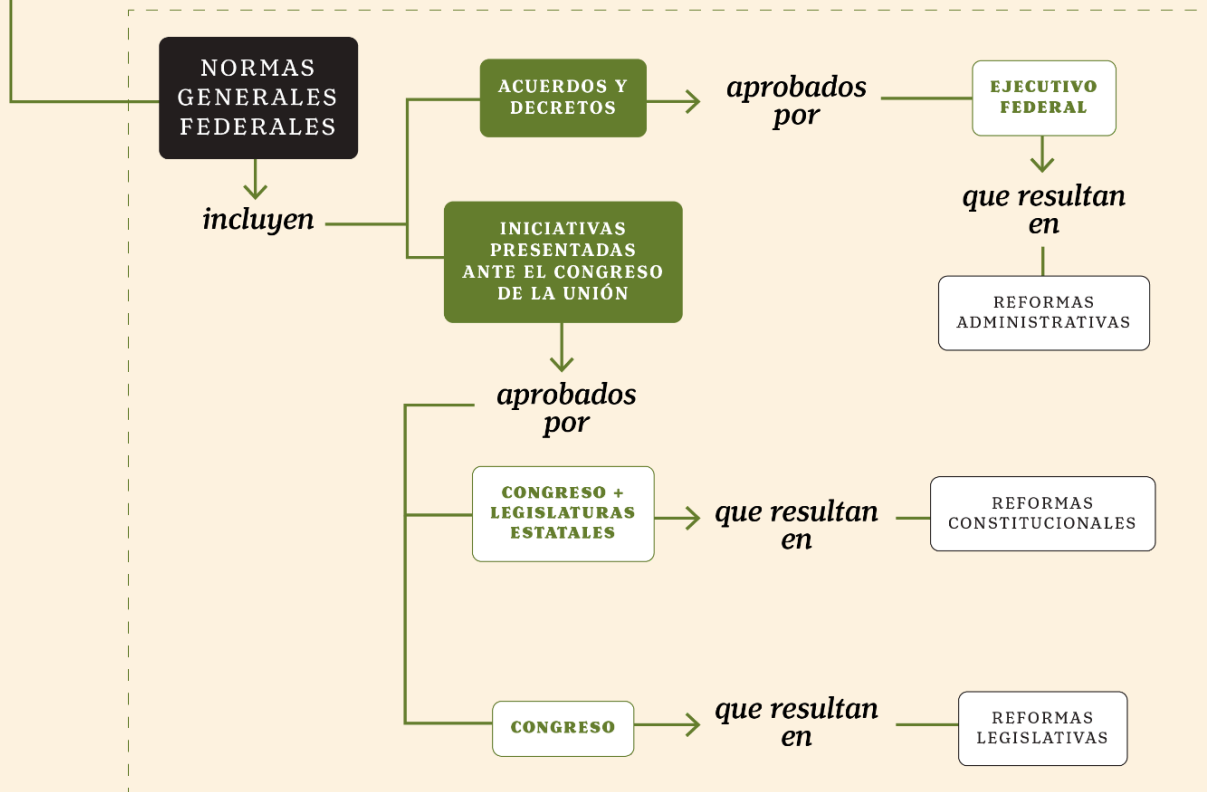 NORMAS
GENERALES
FEDERALES
incluyen
ACUERDOS Y
DECRETOS
aprobados
por
EJECUTIVO
FEDERAL
que resultan
en
REFORMAS
ADMINISTRATIVAS
INICIATIVAS
PRESENTADAS
ANTE EL CONGRESO
DE LA UNIÓN
aprobados
por
CONGRESO +
LEGISLATURAS
ESTATALES
que resultan
en
REFORMAS
CONSTITUCIONALES
CONGRESO
que resultan
en
REFORMAS
LEGISLATIVAS